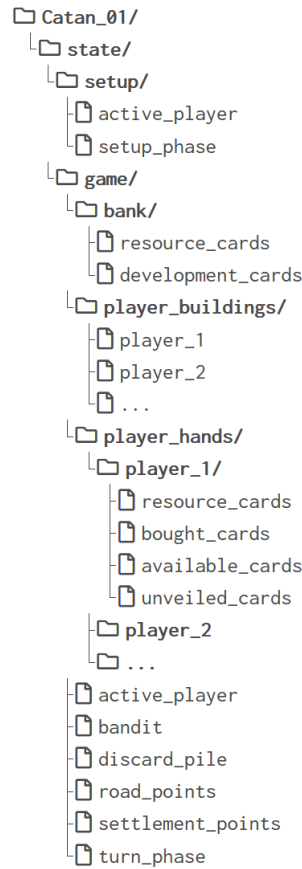 Catan_01/
state/
setup/
active_player
setup_phase
game/
bank/
resource_cards
development_cards
player_buildings/
player_1
player_2
...
player_hands/
player_1/
resource_cards
bought_cards
available_cards
unveiled_cards
player_2
...
active_player
bandit
discard_pile
road_points
settlement_points
turn_phase